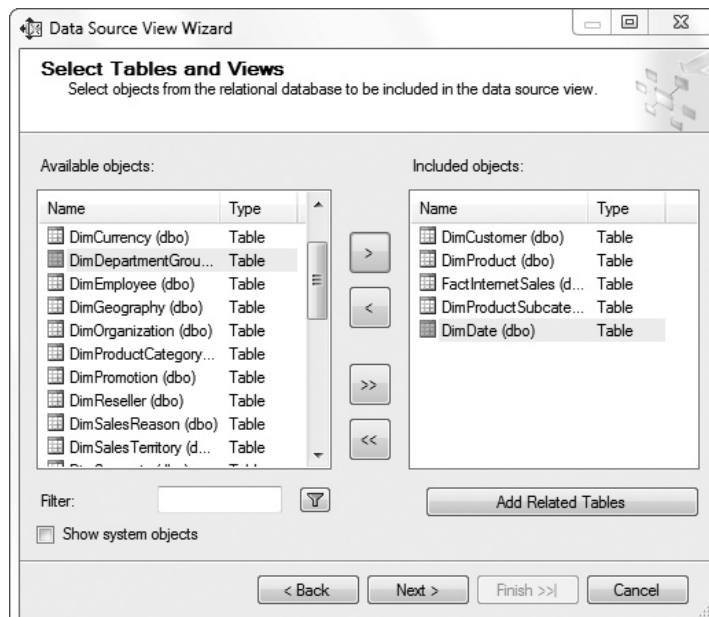 Data Source View Wizard
Select Tables and Views
Select objects from the relational database to be included in the data source view.
Available objects:
Name Type
DimCurrency (dbo) Table
DimDepartmentGrou... Table
DimEmployee (dbo) Table
DimGeography (dbo) Table
DimOrganization (dbo) Table
DimProductCategory... Table
DimPromotion (dbo) Table
DimReseller (dbo) Table
DimSalesReason (dbo) Table
DimSalesTerritory (d... Table
>
<
>>
<<
Included objects:
Name Type
DimCustomer (dbo) Table
DimProduct (dbo) Table
FactInternetSales (d... Table
DimProductSubcate... Table
DimDate (dbo) Table
Filter:
Add Related Tables
Show system objects
< Back Next > Finish >>| Cancel